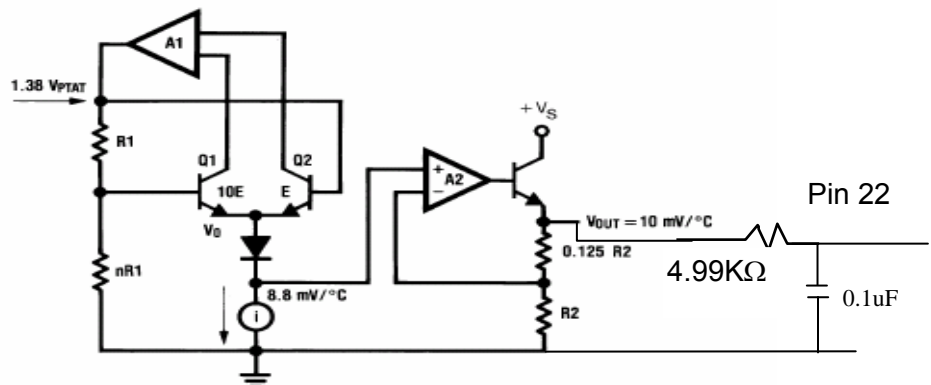 A1
1.38 VPTAT
+VS
R1
Q1
Q2
10E
E
+
A2
−
Pin 22
V0
VOUT = 10 mV/°C
0.125 R2
4.99KΩ
nR1
8.8 mV/°C
i
R2
0.1uF